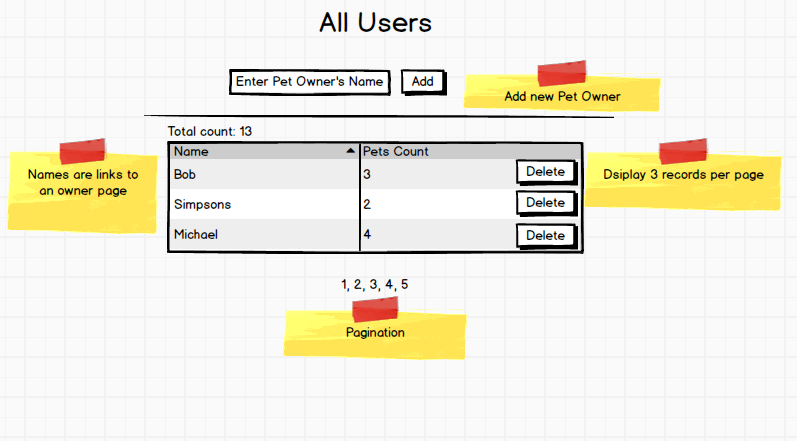 All Users
Enter Pet Owner's Name
Add
Add new Pet Owner
Total count: 13
Name
Pets Count
Bob
3
Delete
Simpsons
2
Delete
Michael
4
Delete
Names are links to
an owner page
Dsiplay 3 records per page
1, 2, 3, 4, 5
Pagination